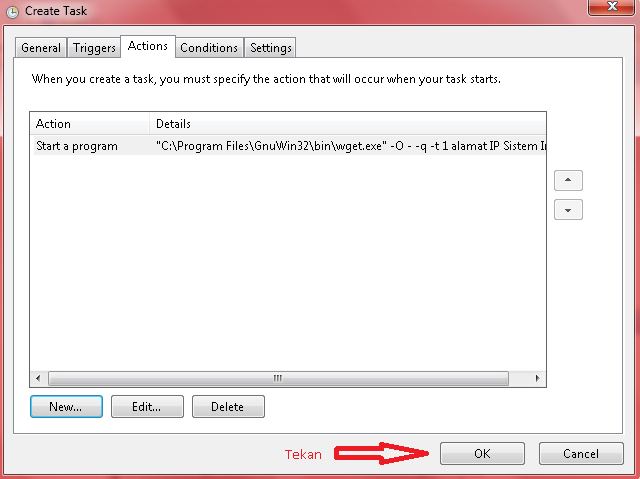 Create Task
General Triggers Actions Conditions Settings
When you create a task, you must specify the action that will occur when your task starts.
Action Details
Start a program "C:\Program Files\GnuWin32\bin\wget.exe" -O - -q -t 1 alamat IP Sistem In
New... Edit... Delete
Tekan OK Cancel